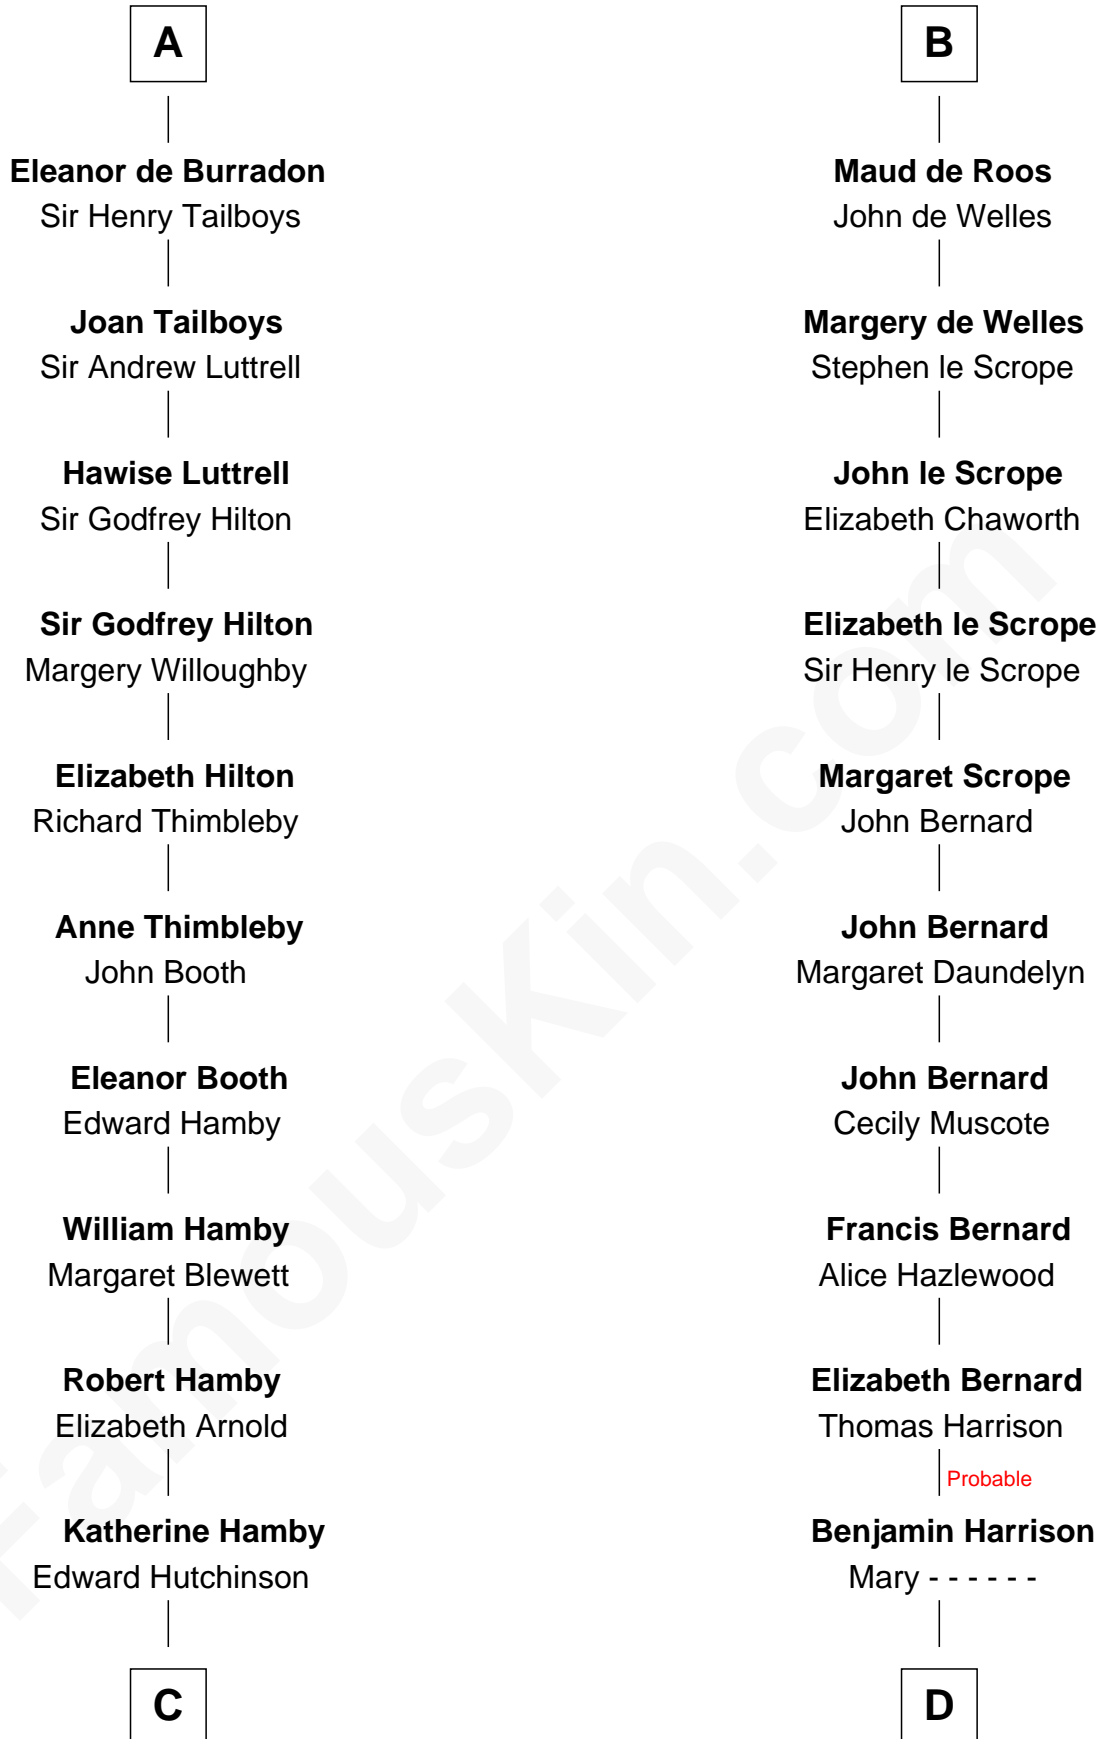 A
Eleanor de Burradon
Sir Henry Tailboys
Joan Tailboys
Sir Andrew Luttrell
Hawise Luttrell
Sir Godfrey Hilton
Sir Godfrey Hilton
Margery Willoughby
Elizabeth Hilton
Richard Thimbleby
Anne Thimbleby
John Booth
Eleanor Booth
Edward Hamby
William Hamby
Margaret Blewett
Robert Hamby
Elizabeth Arnold
Katherine Hamby
Edward Hutchinson
C
B
Maud de Roos
John de Welles
Margery de Welles
Stephen le Scrope
John le Scrope
Elizabeth Chaworth
Elizabeth le Scrope
Sir Henry le Scrope
Margaret Scrope
John Bernard
John Bernard
Margaret Daundelyn
John Bernard
Cecily Muscote
Francis Bernard
Alice Hazlewood
Elizabeth Bernard
Thomas Harrison
Probable
Benjamin Harrison
Mary - - - - - -
D
FamousKin.com